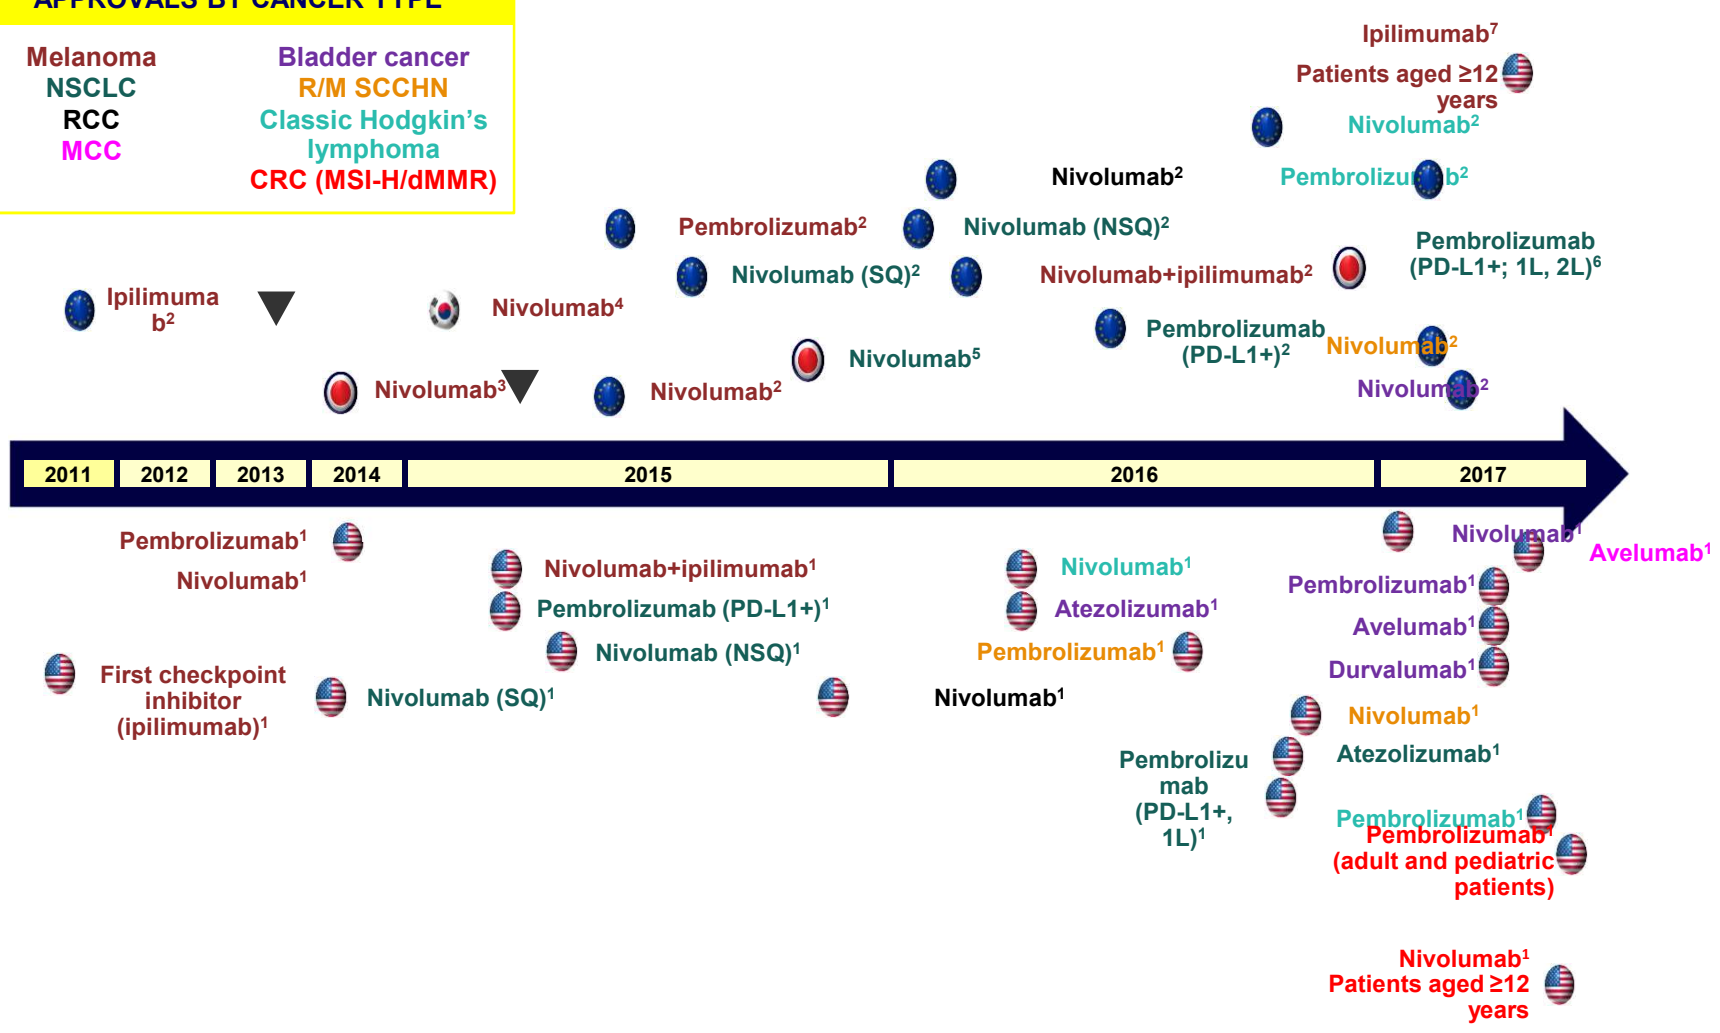 APPROVALS BY CANCER TYPE
Melanoma
NSCLC
RCC
MCC
Bladder cancer
R/M SCCHN
Classic Hodgkin's
lymphoma
CRC (MSI-H/dMMR)
Ipilimumab⁷
Patients aged ≥12
years
Nivolumab²
Nivolumab²
Pembrolizumab²
Pembrolizumab²
Nivolumab (NSQ)²
Pembrolizumab
(PD-L1+; 1L, 2L)⁶
Nivolumab (SQ)²
Nivolumab+ipilimumab²
Ipilimuma
b²
Nivolumab⁴
Pembrolizumab
(PD-L1+)²
Nivolumab²
Nivolumab⁵
Nivolumab³
Nivolumab²
Nivolumab²
2011
2012
2013
2014
2015
2016
2017
Pembrolizumab¹
Nivolumab¹
Nivolumab¹
Avelumab¹
Nivolumab+ipilimumab¹
Nivolumab¹
Pembrolizumab¹
Pembrolizumab (PD-L1+)¹
Atezolizumab¹
Avelumab¹
Nivolumab (NSQ)¹
Pembrolizumab¹
Durvalumab¹
First checkpoint
inhibitor
(ipilimumab)¹
Nivolumab (SQ)¹
Nivolumab¹
Nivolumab¹
Atezolizumab¹
Pembrolizu
mab
(PD-L1+,
1L)¹
Pembrolizumab¹
Pembrolizumab¹
(adult and pediatric
patients)
Nivolumab¹
Patients aged ≥12
years